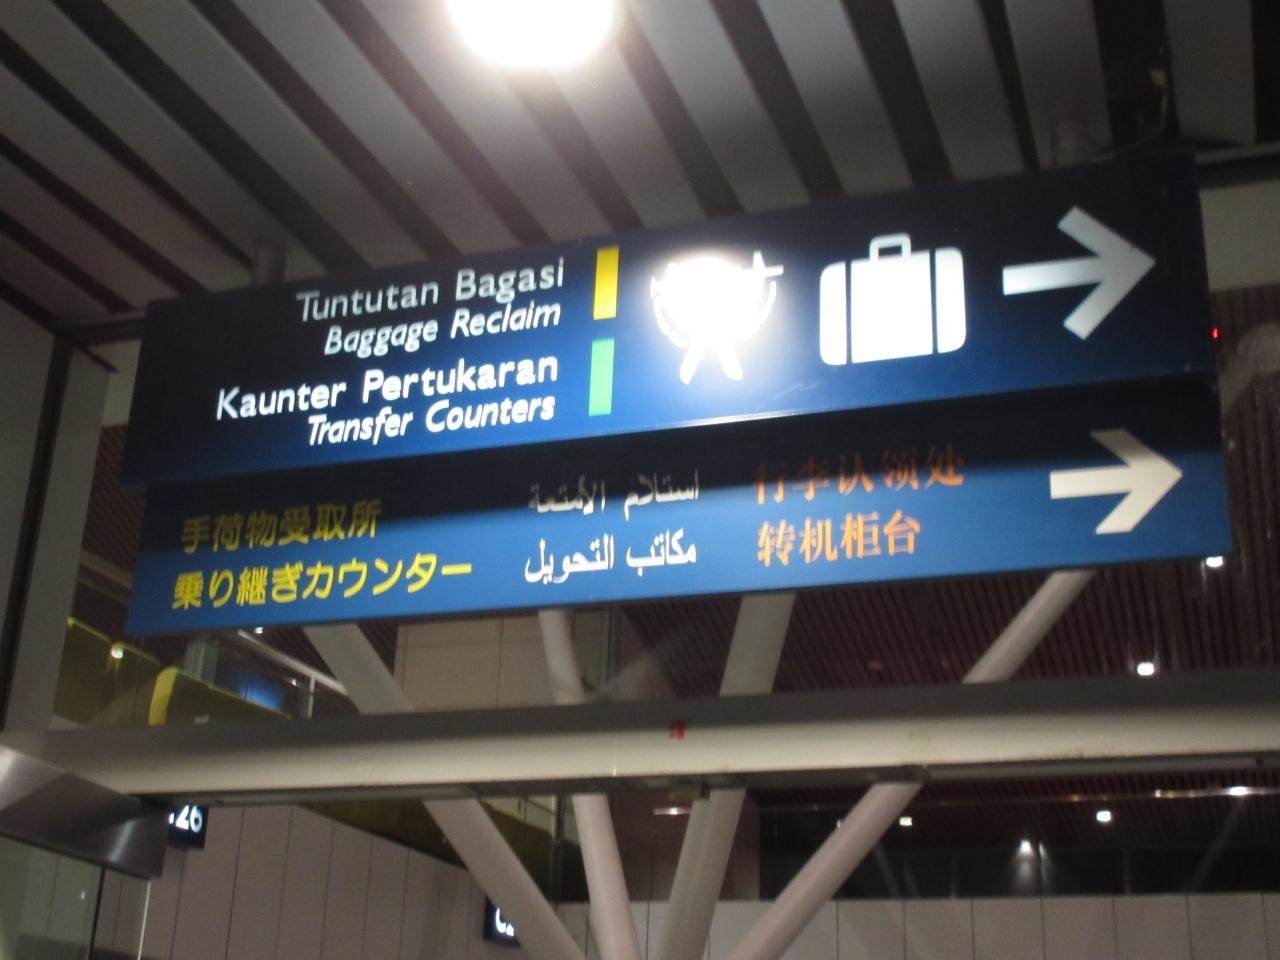 Tuntutan Bagasi
Baggage Reclaim
Kaunter Pertukaran
Transfer Counters
手荷物受取所
乗り継ぎカウンター
استلام الأمتعة
مكاتب التحويل
行李认领处
转机柜台
26